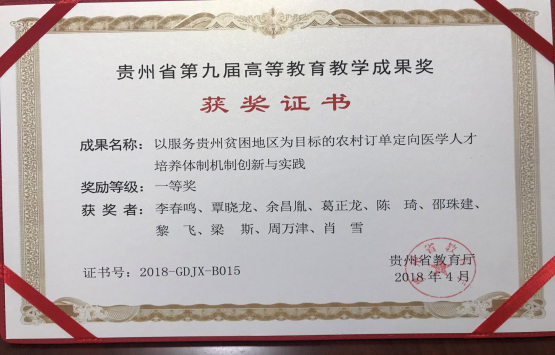 贵州省第九届高等教育教学成果奖
获奖证书
成果名称：以服务贵州贫困地区为目标的农村订单定向医学人才
培养体制机制创新与实践
奖励等级：一等奖
获奖者：李春鸣、覃晓龙、余昌胤、葛正龙、陈 琦、邵珠建、
黎 飞、梁 斯、周万津、肖 雪
证书号：2018-GDJX-B015
贵州省教育厅
2018 年 4 月